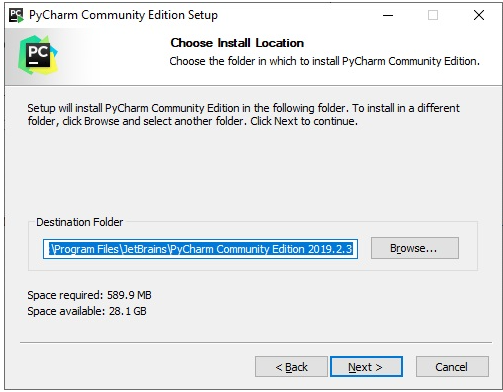 PyCharm Community Edition Setup
PC
Choose Install Location
Choose the folder in which to install PyCharm Community Edition.
PC
Setup will install PyCharm Community Edition in the following folder. To install in a different
folder, click Browse and select another folder. Click Next to continue.
Destination Folder
:\Program Files\JetBrains\PyCharm Community Edition 2019.2.3
Browse...
Space required: 589.9 MB
Space available: 28.1 GB
< Back
Next >
Cancel